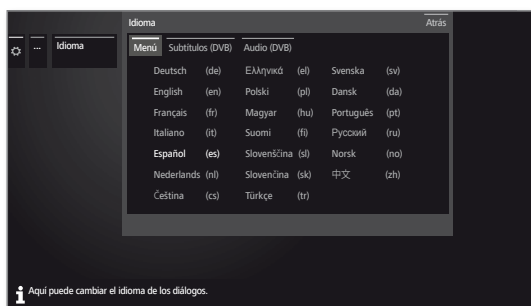 Idioma Atrás
... Idioma
Menú Subtítulos (DVB) Audio (DVB)
Deutsch (de) Ελληνικά (el) Svenska (sv)
English (en) Polski (pl) Dansk (da)
Français (fr) Magyar (hu) Português (pt)
Italiano (it) Suomi (fi) Русский (ru)
Español (es) Slovenščina (sl) Norsk (no)
Nederlands (nl) Slovenčina (sk) 中文 (zh)
Čeština (cs) Türkçe (tr)
Aquí puede cambiar el idioma de los diálogos.